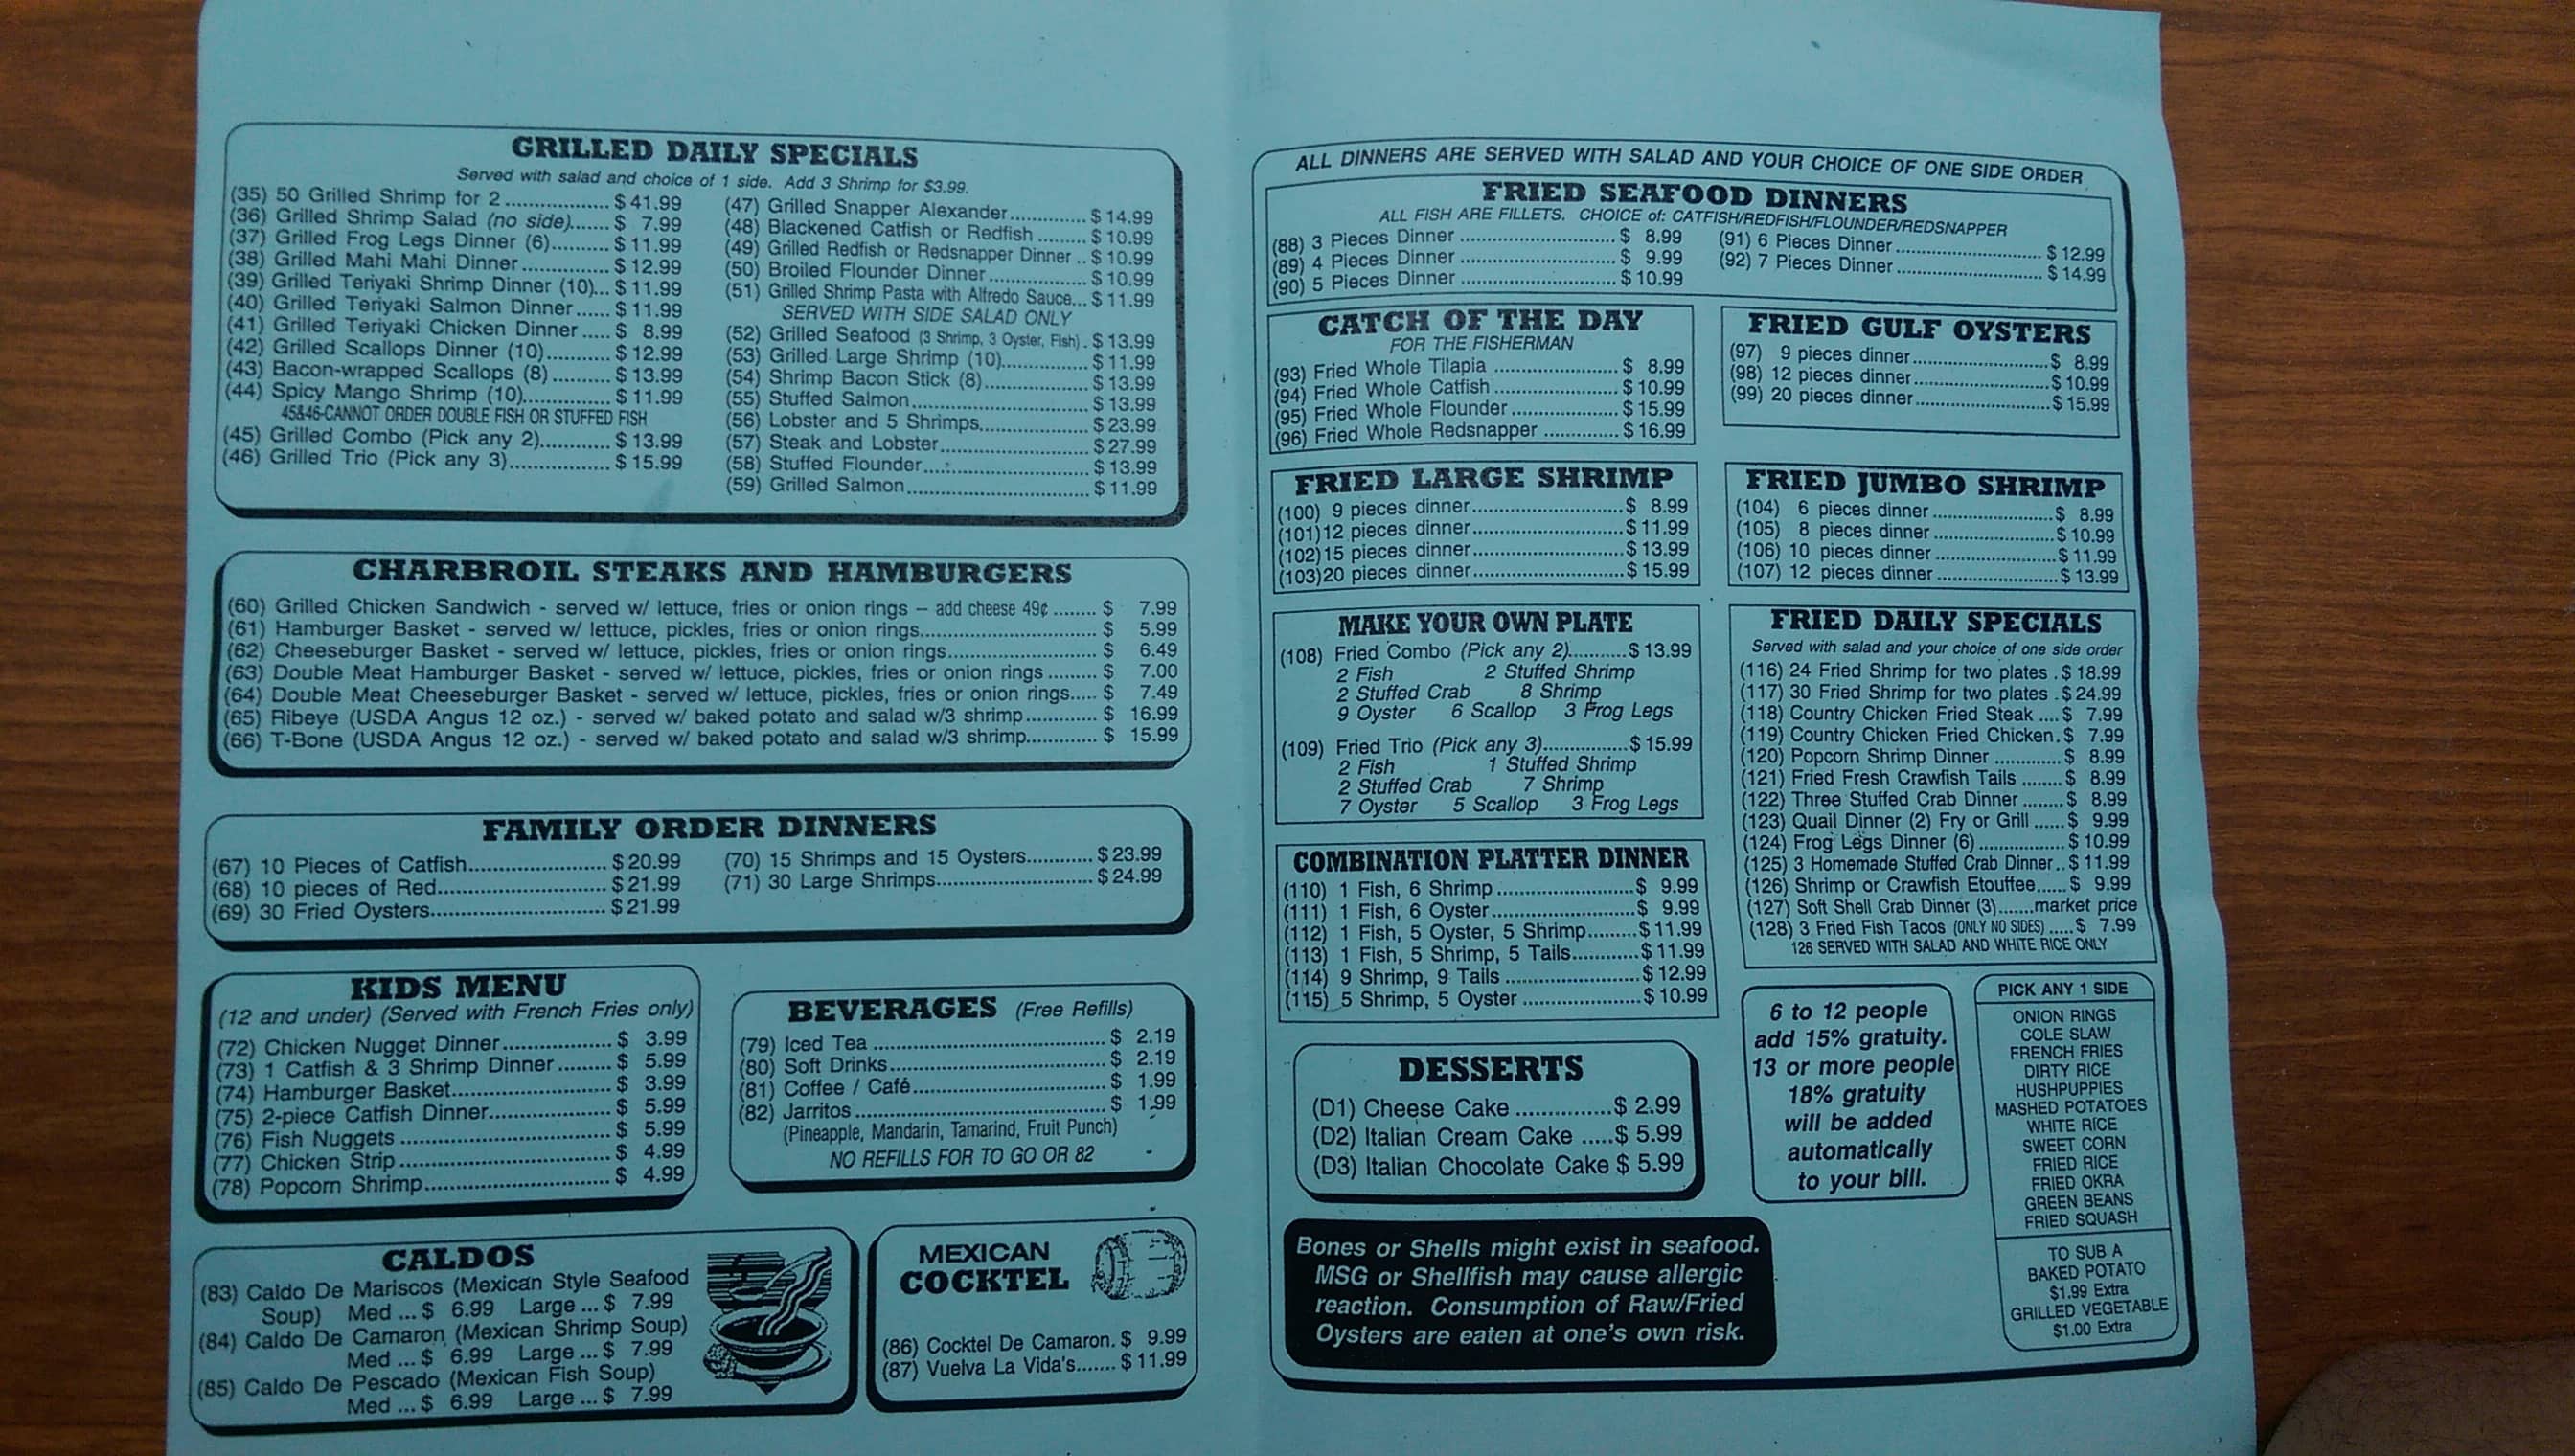 GRILLED DAILY SPECIALS
Served with salad and choice of 1 side. Add 3 Shrimp for $3.99.
(35) 50 Grilled Shrimp for 2 .................. $ 41.99
(36) Grilled Shrimp Salad (no side)....... $ 7.99
(37) Grilled Frog Legs Dinner (6).......... $ 11.99
(38) Grilled Mahi Mahi Dinner ............... $ 12.99
(39) Grilled Teriyaki Shrimp Dinner (10)... $ 11.99
(40) Grilled Teriyaki Salmon Dinner...... $ 11.99
(41) Grilled Teriyaki Chicken Dinner ..... $ 8.99
(42) Grilled Scallops Dinner (10)........... $ 12.99
(43) Bacon-wrapped Scallops (8) .......... $ 13.99
(44) Spicy Mango Shrimp (10)............... $ 11.99
45&46-CANNOT ORDER DOUBLE FISH OR STUFFED FISH
(45) Grilled Combo (Pick any 2)............ $ 13.99
(46) Grilled Trio (Pick any 3)................. $ 15.99
(47) Grilled Snapper Alexander............. $ 14.99
(48) Blackened Catfish or Redfish ......... $ 10.99
(49) Grilled Redfish or Redsnapper Dinner .. $ 10.99
(50) Broiled Flounder Dinner................. $ 10.99
(51) Grilled Shrimp Pasta with Alfredo Sauce... $ 11.99
SERVED WITH SIDE SALAD ONLY
(52) Grilled Seafood (3 Shrimp, 3 Oyster, Fish) . $ 13.99
(53) Grilled Large Shrimp (10)............... $ 11.99
(54) Shrimp Bacon Stick (8).................. $ 13.99
(55) Stuffed Salmon.............................. $ 13.99
(56) Lobster and 5 Shrimps................... $ 23.99
(57) Steak and Lobster.......................... $ 27.99
(58) Stuffed Flounder............................ $ 13.99
(59) Grilled Salmon............................... $ 11.99
CHARBROIL STEAKS AND HAMBURGERS
(60) Grilled Chicken Sandwich - served w/ lettuce, fries or onion rings – add cheese 49¢ ........ $ 7.99
(61) Hamburger Basket - served w/ lettuce, pickles, fries or onion rings.............................. $ 5.99
(62) Cheeseburger Basket - served w/ lettuce, pickles, fries or onion rings......................... $ 6.49
(63) Double Meat Hamburger Basket - served w/ lettuce, pickles, fries or onion rings ......... $ 7.00
(64) Double Meat Cheeseburger Basket - served w/ lettuce, pickles, fries or onion rings..... $ 7.49
(65) Ribeye (USDA Angus 12 oz.) - served w/ baked potato and salad w/3 shrimp............. $ 16.99
(66) T-Bone (USDA Angus 12 oz.) - served w/ baked potato and salad w/3 shrimp............. $ 15.99
FAMILY ORDER DINNERS
(67) 10 Pieces of Catfish........................ $ 20.99
(68) 10 pieces of Red............................. $ 21.99
(69) 30 Fried Oysters............................. $ 21.99
(70) 15 Shrimps and 15 Oysters............ $ 23.99
(71) 30 Large Shrimps........................... $ 24.99
KIDS MENU
(12 and under) (Served with French Fries only)
(72) Chicken Nugget Dinner.................. $ 3.99
(73) 1 Catfish & 3 Shrimp Dinner ......... $ 5.99
(74) Hamburger Basket.......................... $ 3.99
(75) 2-piece Catfish Dinner.................... $ 5.99
(76) Fish Nuggets .................................. $ 5.99
(77) Chicken Strip .................................. $ 4.99
(78) Popcorn Shrimp.............................. $ 4.99
BEVERAGES (Free Refills)
(79) Iced Tea ........................................ $ 2.19
(80) Soft Drinks..................................... $ 2.19
(81) Coffee / Café................................. $ 1.99
(82) Jarritos ........................................... $ 1.99
(Pineapple, Mandarin, Tamarind, Fruit Punch)
NO REFILLS FOR TO GO OR 82
CALDOS
(83) Caldo De Mariscos (Mexican Style Seafood
Soup) Med ... $ 6.99 Large ... $ 7.99
(84) Caldo De Camaron (Mexican Shrimp Soup)
Med ... $ 6.99 Large ... $ 7.99
(85) Caldo De Pescado (Mexican Fish Soup)
Med ... $ 6.99 Large ... $ 7.99
MEXICAN
COCKTEL
(86) Cocktel De Camaron. $ 9.99
(87) Vuelva La Vida's....... $ 11.99
ALL DINNERS ARE SERVED WITH SALAD AND YOUR CHOICE OF ONE SIDE ORDER
FRIED SEAFOOD DINNERS
ALL FISH ARE FILLETS. CHOICE of: CATFISH/REDFISH/FLOUNDER/REDSNAPPER
(88) 3 Pieces Dinner ............................ $ 8.99
(89) 4 Pieces Dinner ............................ $ 9.99
(90) 5 Pieces Dinner ............................ $ 10.99
(91) 6 Pieces Dinner ............................ $ 12.99
(92) 7 Pieces Dinner ............................ $ 14.99
CATCH OF THE DAY
FOR THE FISHERMAN
(93) Fried Whole Tilapia ...................... $ 8.99
(94) Fried Whole Catfish ...................... $ 10.99
(95) Fried Whole Flounder ................... $ 15.99
(96) Fried Whole Redsnapper .............. $ 16.99
FRIED GULF OYSTERS
(97) 9 pieces dinner......................... $ 8.99
(98) 12 pieces dinner......................... $ 10.99
(99) 20 pieces dinner......................... $ 15.99
FRIED LARGE SHRIMP
(100) 9 pieces dinner........................... $ 8.99
(101)12 pieces dinner........................... $ 11.99
(102)15 pieces dinner........................... $ 13.99
(103)20 pieces dinner........................... $ 15.99
FRIED JUMBO SHRIMP
(104) 6 pieces dinner ...................... $ 8.99
(105) 8 pieces dinner ...................... $ 10.99
(106) 10 pieces dinner ...................... $ 11.99
(107) 12 pieces dinner ...................... $ 13.99
MAKE YOUR OWN PLATE
(108) Fried Combo (Pick any 2).......... $ 13.99
2 Fish 2 Stuffed Shrimp
2 Stuffed Crab 8 Shrimp
9 Oyster 6 Scallop 3 Frog Legs
(109) Fried Trio (Pick any 3)............... $ 15.99
2 Fish 1 Stuffed Shrimp
2 Stuffed Crab 7 Shrimp
7 Oyster 5 Scallop 3 Frog Legs
COMBINATION PLATTER DINNER
(110) 1 Fish, 6 Shrimp ........................ $ 9.99
(111) 1 Fish, 6 Oyster......................... $ 9.99
(112) 1 Fish, 5 Oyster, 5 Shrimp......... $ 11.99
(113) 1 Fish, 5 Shrimp, 5 Tails............ $ 11.99
(114) 9 Shrimp, 9 Tails ....................... $ 12.99
(115) 5 Shrimp, 5 Oyster .................... $ 10.99
FRIED DAILY SPECIALS
Served with salad and your choice of one side order
(116) 24 Fried Shrimp for two plates . $ 18.99
(117) 30 Fried Shrimp for two plates . $ 24.99
(118) Country Chicken Fried Steak .... $ 7.99
(119) Country Chicken Fried Chicken. $ 7.99
(120) Popcorn Shrimp Dinner ............ $ 8.99
(121) Fried Fresh Crawfish Tails ........ $ 8.99
(122) Three Stuffed Crab Dinner ........ $ 8.99
(123) Quail Dinner (2) Fry or Grill ...... $ 9.99
(124) Frog Legs Dinner (6) ................ $ 10.99
(125) 3 Homemade Stuffed Crab Dinner .. $ 11.99
(126) Shrimp or Crawfish Etouffee...... $ 9.99
(127) Soft Shell Crab Dinner (3).......market price
(128) 3 Fried Fish Tacos (ONLY NO SIDES) ..... $ 7.99
126 SERVED WITH SALAD AND WHITE RICE ONLY
DESSERTS
(D1) Cheese Cake ............... $ 2.99
(D2) Italian Cream Cake ..... $ 5.99
(D3) Italian Chocolate Cake $ 5.99
6 to 12 people
add 15% gratuity.
13 or more people
18% gratuity
will be added
automatically
to your bill.
PICK ANY 1 SIDE
ONION RINGS
COLE SLAW
FRENCH FRIES
DIRTY RICE
HUSHPUPPIES
MASHED POTATOES
WHITE RICE
SWEET CORN
FRIED RICE
FRIED OKRA
GREEN BEANS
FRIED SQUASH
TO SUB A
BAKED POTATO
$1.99 Extra
GRILLED VEGETABLE
$1.00 Extra
Bones or Shells might exist in seafood.
MSG or Shellfish may cause allergic
reaction. Consumption of Raw/Fried
Oysters are eaten at one's own risk.